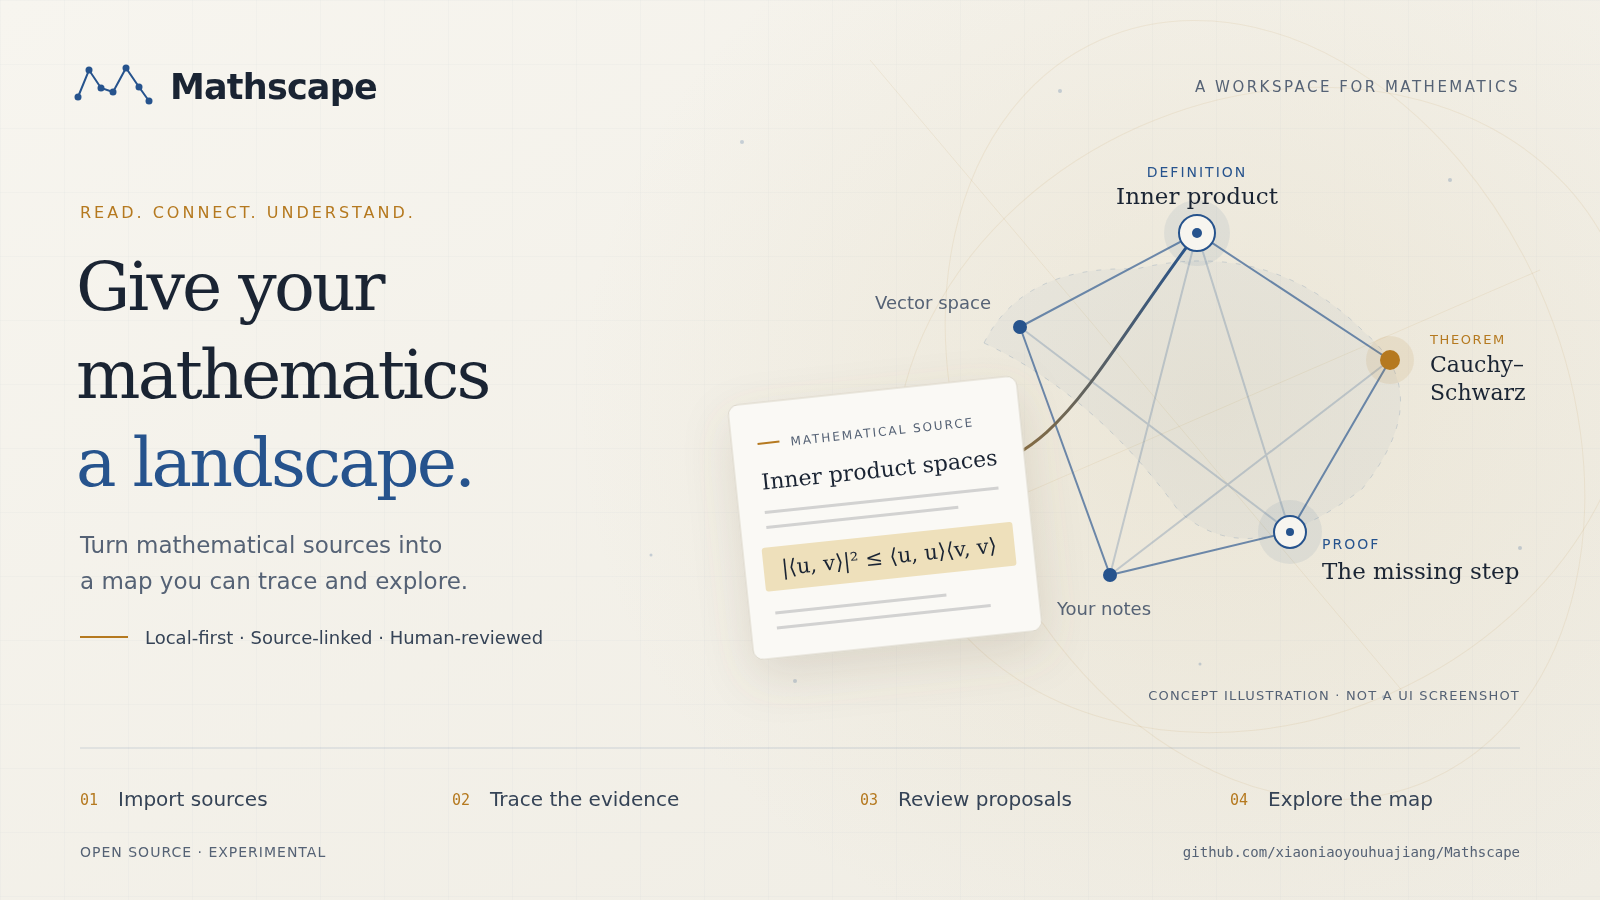 Mathscape
A WORKSPACE FOR MATHEMATICS
READ. CONNECT. UNDERSTAND.
Give your
mathematics
a landscape.
Turn mathematical sources into
a map you can trace and explore.
Local-first · Source-linked · Human-reviewed
DEFINITION
Inner product
Vector space
THEOREM
Cauchy–
Schwarz
MATHEMATICAL SOURCE
Inner product spaces
|⟨u, v⟩|² ≤ ⟨u, u⟩⟨v, v⟩
PROOF
The missing step
Your notes
CONCEPT ILLUSTRATION · NOT A UI SCREENSHOT
01 Import sources
02 Trace the evidence
03 Review proposals
04 Explore the map
OPEN SOURCE · EXPERIMENTAL
github.com/xiaoniaoyouhuajiang/Mathscape